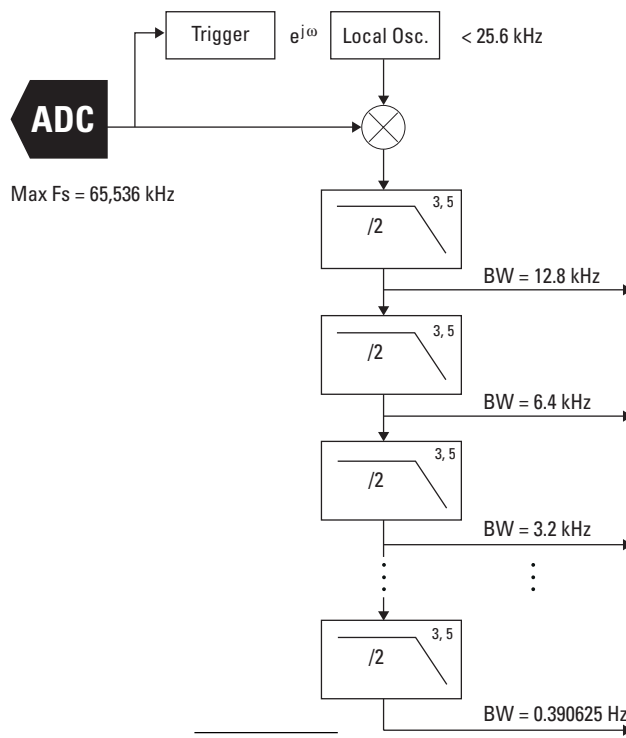 Trigger
e^jω
Local Osc.
< 25.6 kHz
ADC
Max Fs = 65,536 kHz
3, 5
/2
BW = 12.8 kHz
3, 5
/2
BW = 6.4 kHz
3, 5
/2
BW = 3.2 kHz
3, 5
/2
BW = 0.390625 Hz